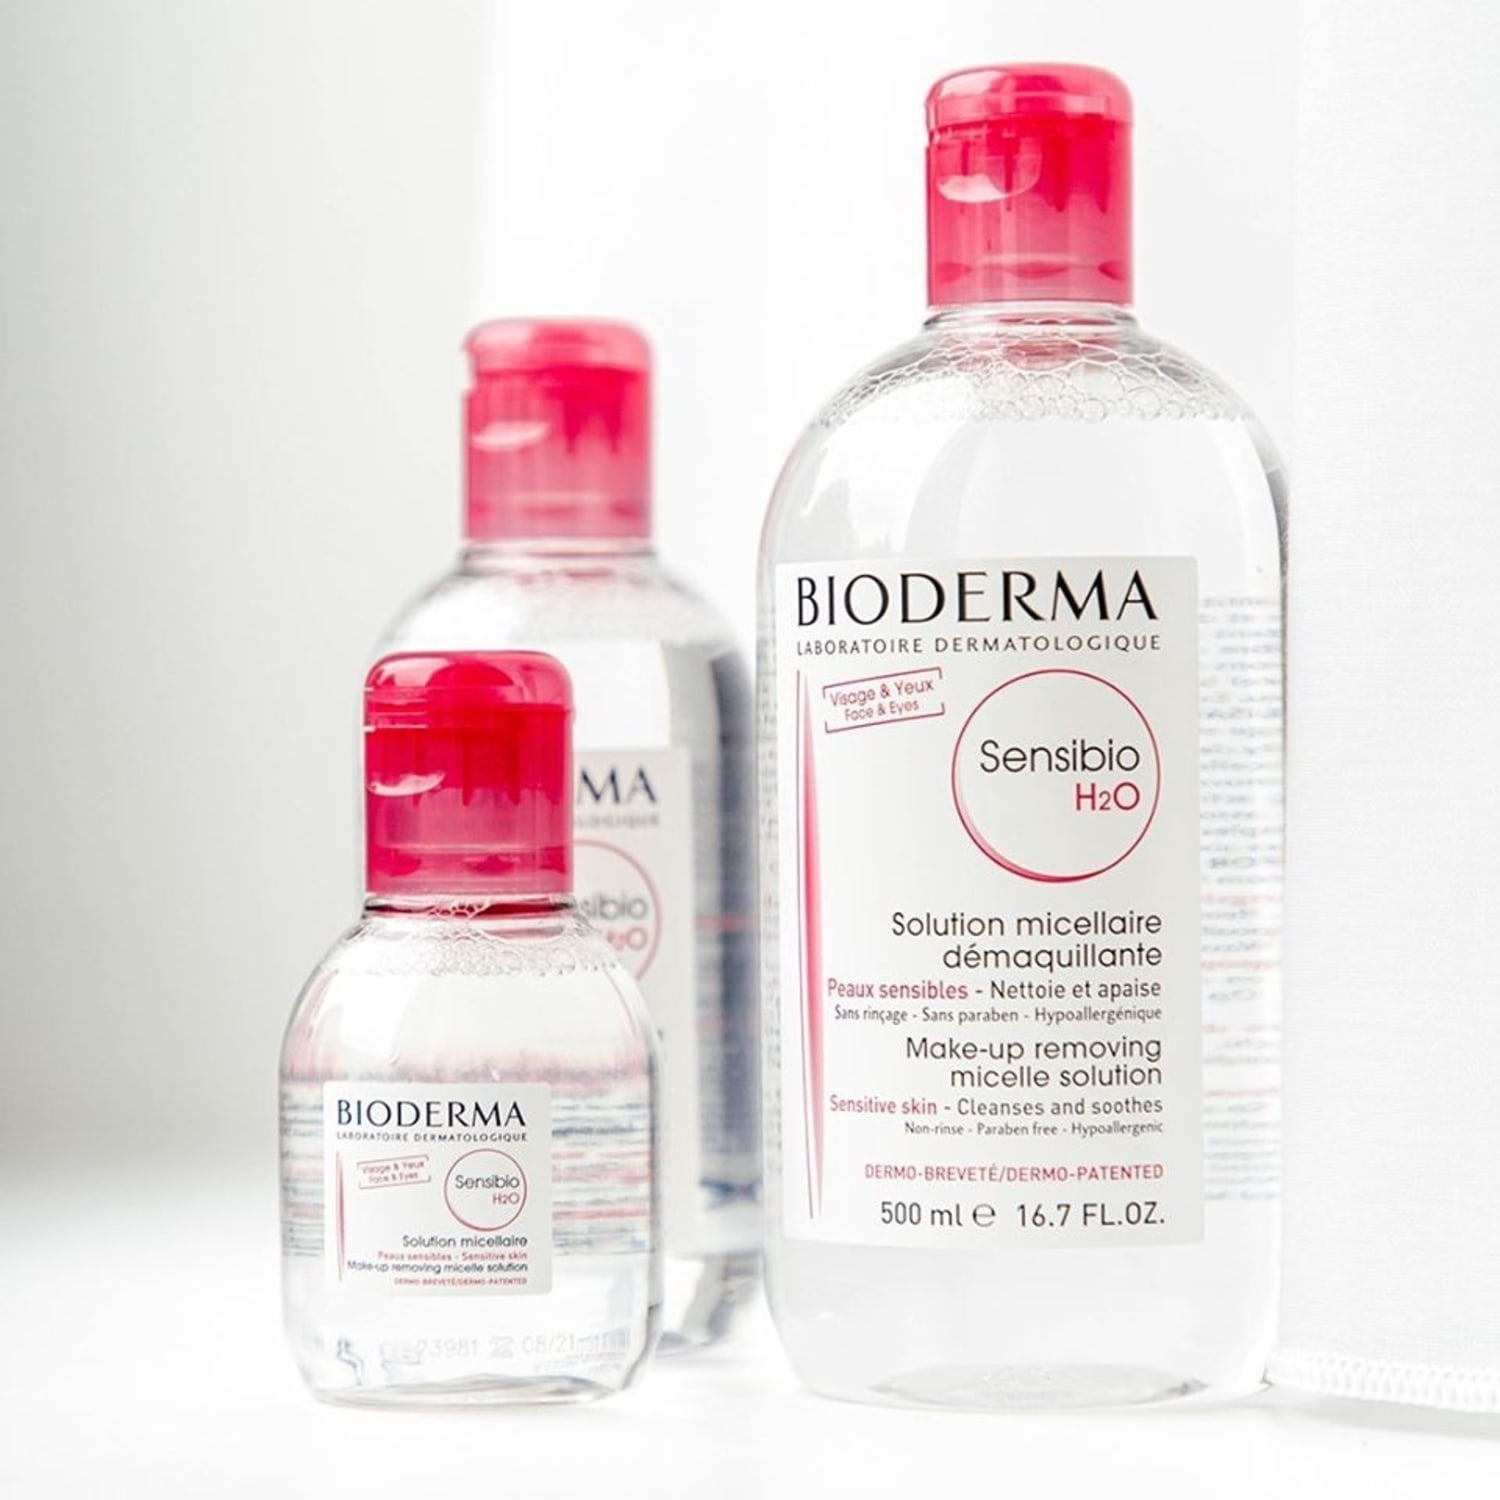 BIODERMA
LABORATOIRE DERMATOLOGIQUE
Visage & Yeux
Face & Eyes
Sensibio
H2O
Solution micellaire
démaquillante
Peaux sensibles - Nettoie et apaise
Sans rinçage - Sans paraben - Hypoallergénique
Make-up removing
micelle solution
Sensitive skin - Cleanses and soothes
Non-rinse - Paraben free - Hypoallergenic
DERMO-BREVETÉ/DERMO-PATENTED
500 ml ℮ 16.7 FL.OZ.
MA
sibio
BIODERMA
LABORATOIRE DERMATOLOGIQUE
Visage & Yeux
Face & Eyes
Sensibio
H2O
Solution micellaire
Peaux sensibles - Sensitive skin
Make-up removing micelle solution
DERMO-BREVETÉ/DERMO-PATENTED
23981 08/21